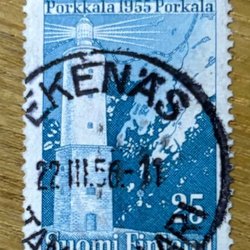 Porkkala 1955 Porkala
EKENÄS
22.III.56.-11
25
Suomi Finland